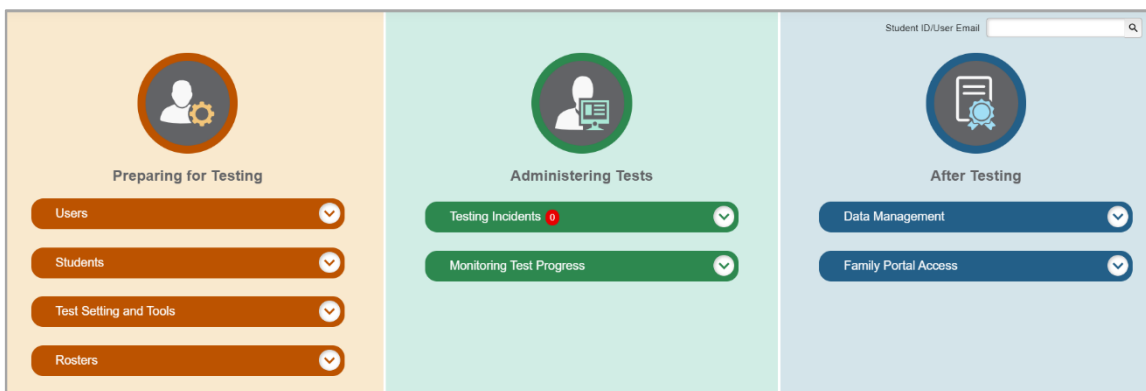 Student ID/User Email
Preparing for Testing
Users
Students
Test Setting and Tools
Rosters
Administering Tests
Testing Incidents 0
Monitoring Test Progress
After Testing
Data Management
Family Portal Access